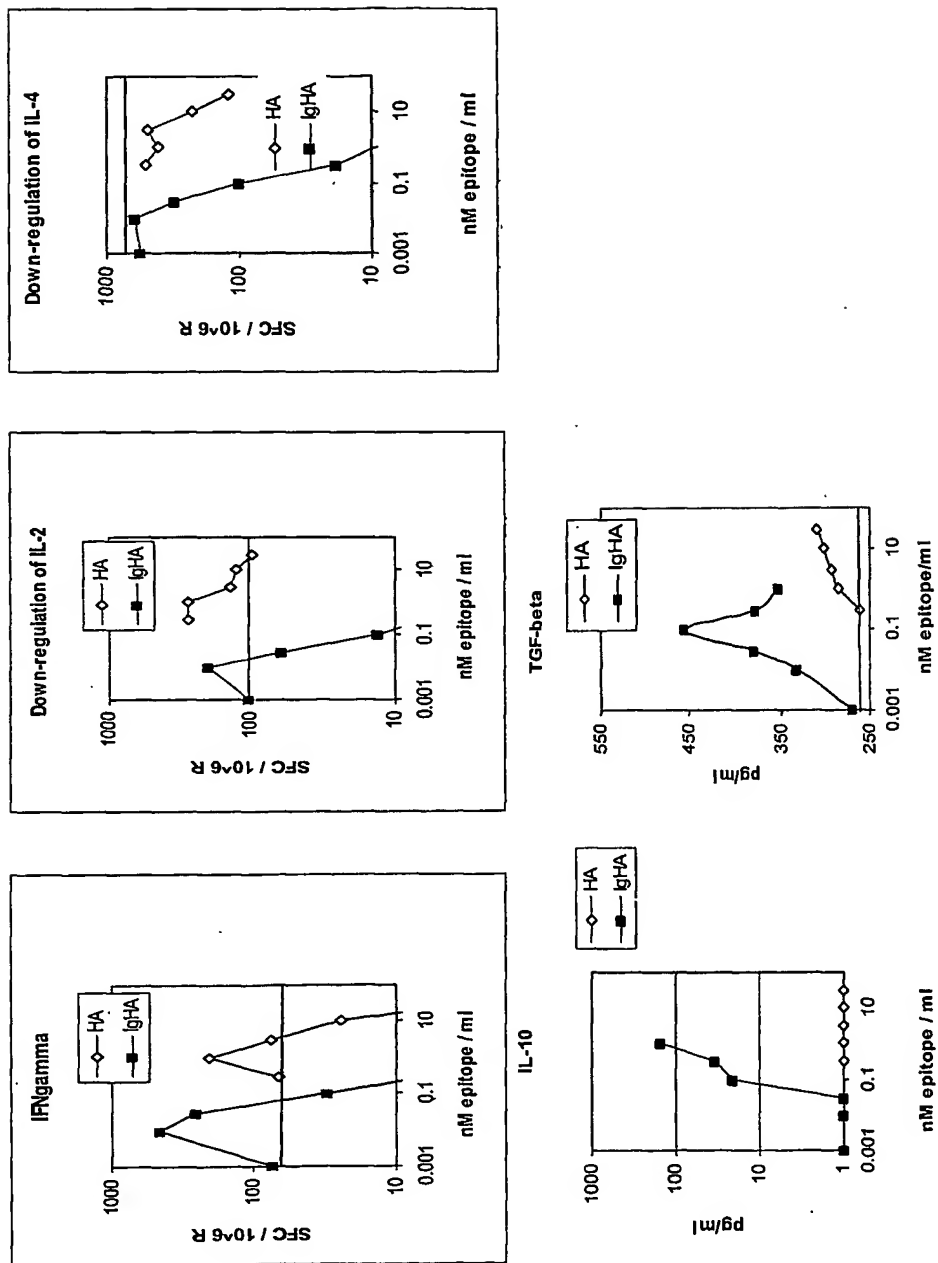 IFNgamma
HA
IgHA
1000
100
10
0.001
0.1
10
SFC / 10^6 R
nM epitope / ml
Down-regulation of IL-2
HA
IgHA
1000
100
10
0.001
0.1
10
SFC / 10^6 R
nM epitope / ml
Down-regulation of IL-4
HA
IgHA
1000
100
10
0.001
0.1
10
SFC / 10^6 R
nM epitope / ml
IL-10
HA
IgHA
1000
100
10
1
0.001
0.1
10
pg/ml
nM epitope / ml
TGF-beta
HA
IgHA
550
450
350
250
0.001
0.1
10
pg/ml
nM epitope/ml